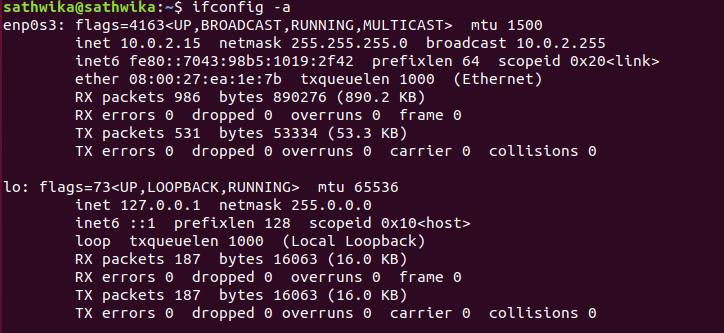 sathwika@sathwika:~$ ifconfig -a
enp0s3: flags=4163<UP,BROADCAST,RUNNING,MULTICAST>  mtu 1500
        inet 10.0.2.15  netmask 255.255.255.0  broadcast 10.0.2.255
        inet6 fe80::7043:98b5:1019:2f42  prefixlen 64  scopeid 0x20<link>
        ether 08:00:27:ea:1e:7b  txqueuelen 1000  (Ethernet)
        RX packets 986  bytes 890276 (890.2 KB)
        RX errors 0  dropped 0  overruns 0  frame 0
        TX packets 531  bytes 53334 (53.3 KB)
        TX errors 0  dropped 0 overruns 0  carrier 0  collisions 0

lo: flags=73<UP,LOOPBACK,RUNNING>  mtu 65536
        inet 127.0.0.1  netmask 255.0.0.0
        inet6 ::1  prefixlen 128  scopeid 0x10<host>
        loop  txqueuelen 1000  (Local Loopback)
        RX packets 187  bytes 16063 (16.0 KB)
        RX errors 0  dropped 0  overruns 0  frame 0
        TX packets 187  bytes 16063 (16.0 KB)
        TX errors 0  dropped 0 overruns 0  carrier 0  collisions 0